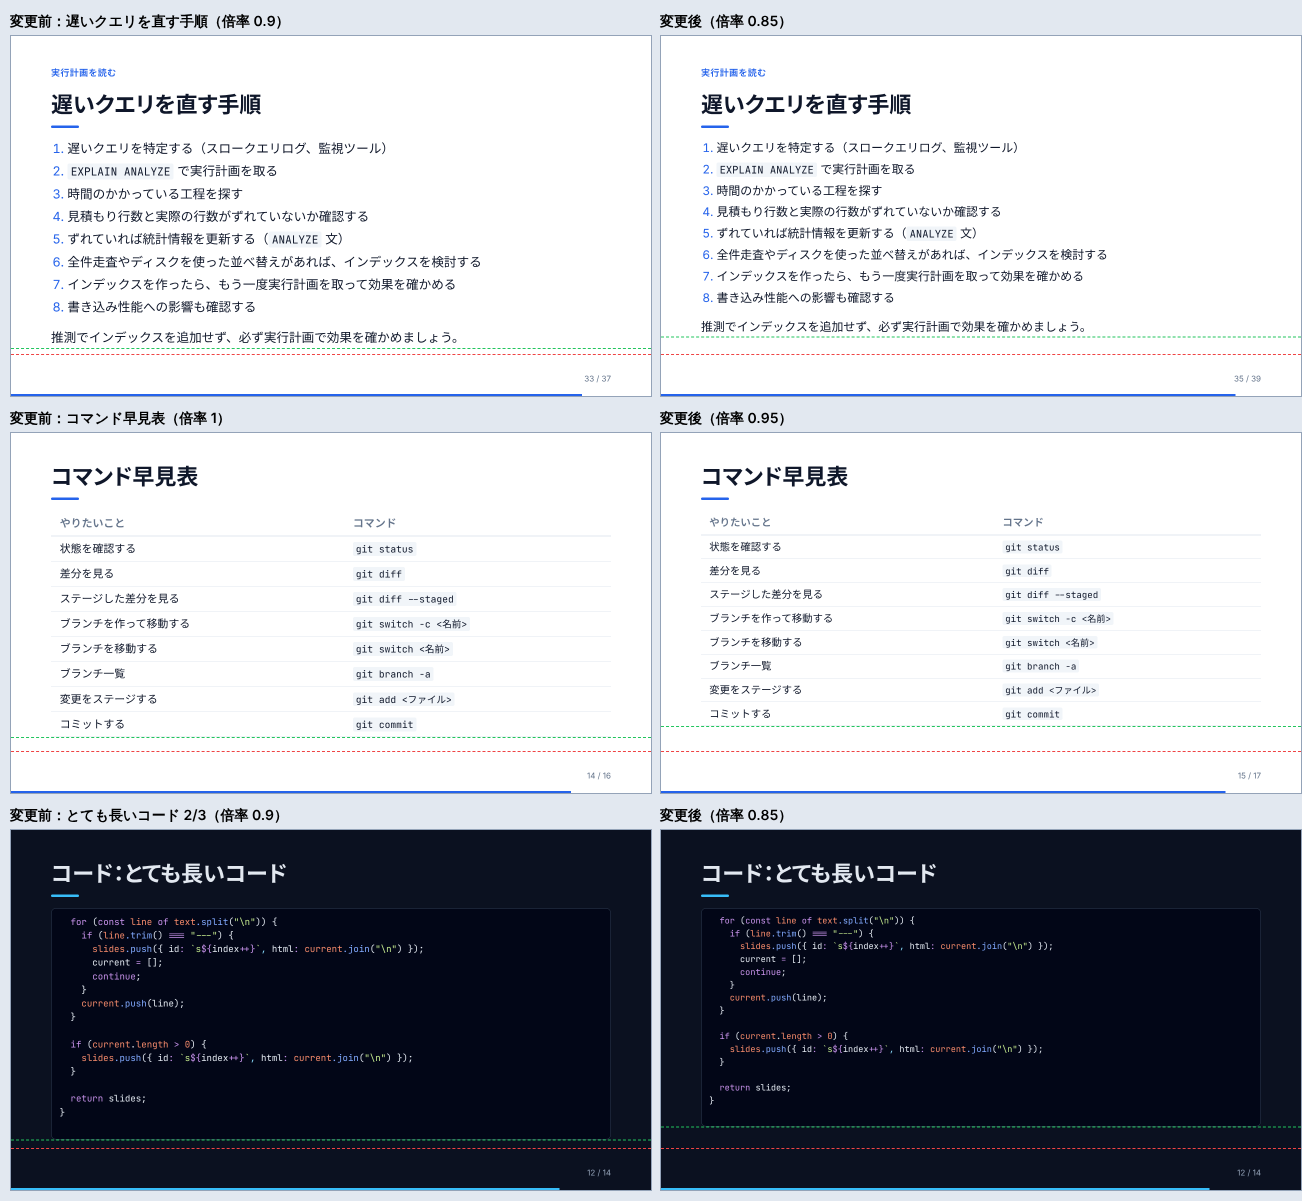 変更前：遅いクエリを直す手順（倍率 0.9）
実行計画を読む
遅いクエリを直す手順
1. 遅いクエリを特定する（スロークエリログ、監視ツール）
2. EXPLAIN ANALYZE で実行計画を取る
3. 時間のかかっている工程を探す
4. 見積もり行数と実際の行数がずれていないか確認する
5. ずれていれば統計情報を更新する（ ANALYZE 文）
6. 全件走査やディスクを使った並べ替えがあれば、インデックスを検討する
7. インデックスを作ったら、もう一度実行計画を取って効果を確かめる
8. 書き込み性能への影響も確認する
推測でインデックスを追加せず、必ず実行計画で効果を確かめましょう。
33 / 37
変更後（倍率 0.85）
実行計画を読む
遅いクエリを直す手順
1. 遅いクエリを特定する（スロークエリログ、監視ツール）
2. EXPLAIN ANALYZE で実行計画を取る
3. 時間のかかっている工程を探す
4. 見積もり行数と実際の行数がずれていないか確認する
5. ずれていれば統計情報を更新する（ ANALYZE 文）
6. 全件走査やディスクを使った並べ替えがあれば、インデックスを検討する
7. インデックスを作ったら、もう一度実行計画を取って効果を確かめる
8. 書き込み性能への影響も確認する
推測でインデックスを追加せず、必ず実行計画で効果を確かめましょう。
35 / 39
変更前：コマンド早見表（倍率 1）
コマンド早見表
やりたいこと コマンド
状態を確認する git status
差分を見る git diff
ステージした差分を見る git diff --staged
ブランチを作って移動する git switch -c <名前>
ブランチを移動する git switch <名前>
ブランチ一覧 git branch -a
変更をステージする git add <ファイル>
コミットする git commit
14 / 16
変更後（倍率 0.95）
コマンド早見表
やりたいこと コマンド
状態を確認する git status
差分を見る git diff
ステージした差分を見る git diff --staged
ブランチを作って移動する git switch -c <名前>
ブランチを移動する git switch <名前>
ブランチ一覧 git branch -a
変更をステージする git add <ファイル>
コミットする git commit
15 / 17
変更前：とても長いコード 2/3（倍率 0.9）
コード：とても長いコード
for (const line of text.split("\n")) {
if (line.trim() === "---") {
slides.push({ id: `s${index++}`, html: current.join("\n") });
current = [];
continue;
}
current.push(line);
}
if (current.length > 0) {
slides.push({ id: `s${index++}`, html: current.join("\n") });
}
return slides;
}
12 / 14
変更後（倍率 0.85）
コード：とても長いコード
for (const line of text.split("\n")) {
if (line.trim() === "---") {
slides.push({ id: `s${index++}`, html: current.join("\n") });
current = [];
continue;
}
current.push(line);
}
if (current.length > 0) {
slides.push({ id: `s${index++}`, html: current.join("\n") });
}
return slides;
}
12 / 14